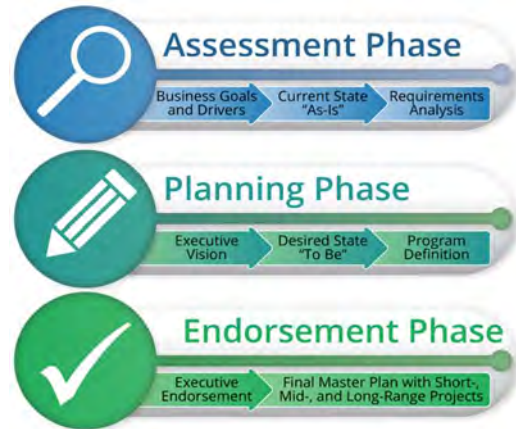 Assessment Phase
Business Goals
and Drivers
Current State
"As-Is"
Requirements
Analysis
Planning Phase
Executive
Vision
Desired State
"To Be"
Program
Definition
Endorsement Phase
Executive
Endorsement
Final Master Plan with Short-,
Mid-, and Long-Range Projects